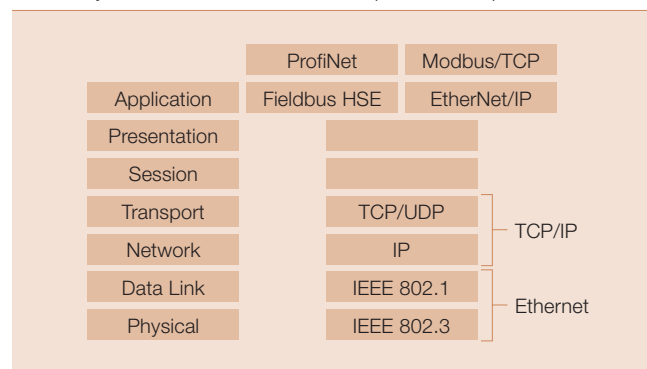 ProfiNet Modbus/TCP
Application Fieldbus HSE EtherNet/IP
Presentation
Session
Transport TCP/UDP
TCP/IP
Network IP
Data Link IEEE 802.1
Ethernet
Physical IEEE 802.3